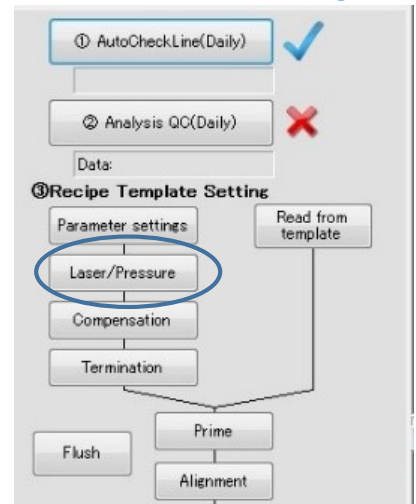 ① AutoCheckLine(Daily)
② Analysis QC(Daily)
Data:
③Recipe Template Setting
Parameter settings
Read from
template
Laser/Pressure
Compensation
Termination
Prime
Flush
Alignment